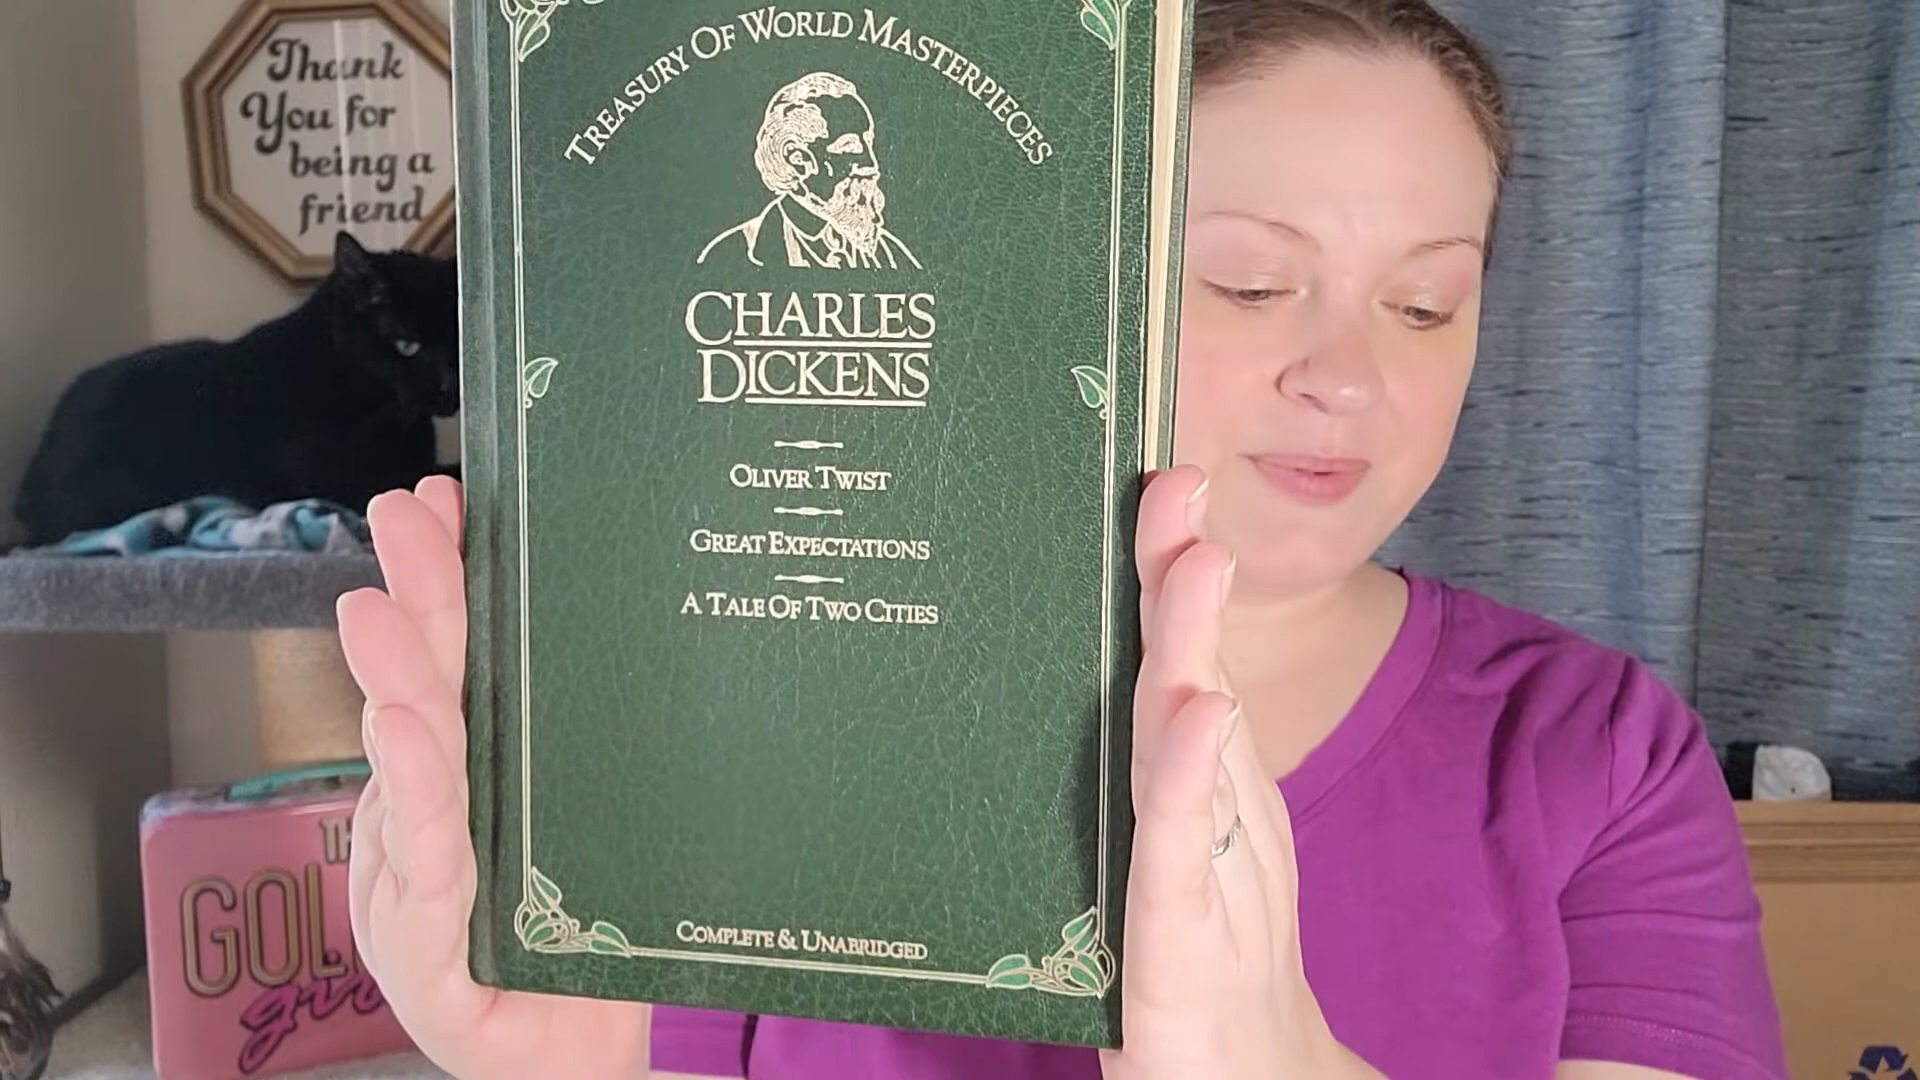 Thank
You for
being a
friend
TREASURY OF WORLD MASTERPIECES
CHARLES
DICKENS
OLIVER TWIST
GREAT EXPECTATIONS
A TALE OF TWO CITIES
COMPLETE & UNABRIDGED